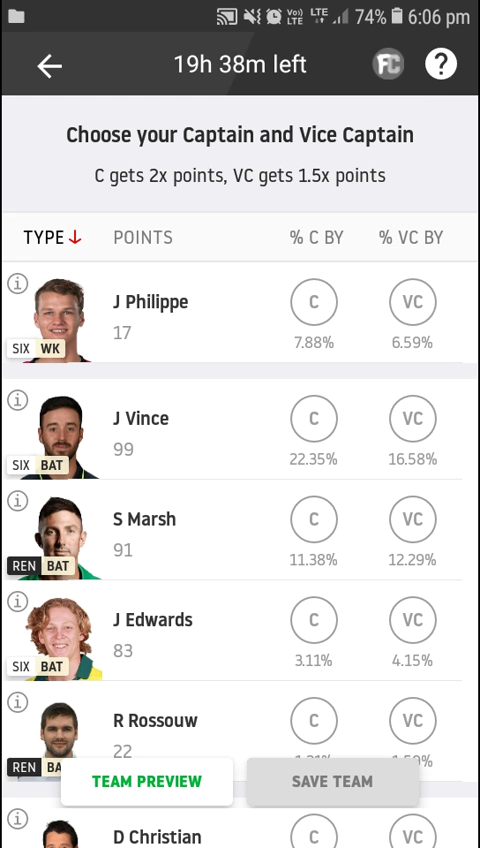 Vo)) LTE LTE 74% 6:06 pm
19h 38m left FC ?
Choose your Captain and Vice Captain
C gets 2x points, VC gets 1.5x points
TYPE POINTS % C BY % VC BY
J Philippe
17
C VC
7.88% 6.59%
SIX WK
J Vince
99
C VC
22.35% 16.58%
SIX BAT
S Marsh
91
C VC
11.38% 12.29%
REN BAT
J Edwards
83
C VC
3.11% 4.15%
SIX BAT
R Rossouw
22
C VC
REN
TEAM PREVIEW SAVE TEAM
D Christian
C VC